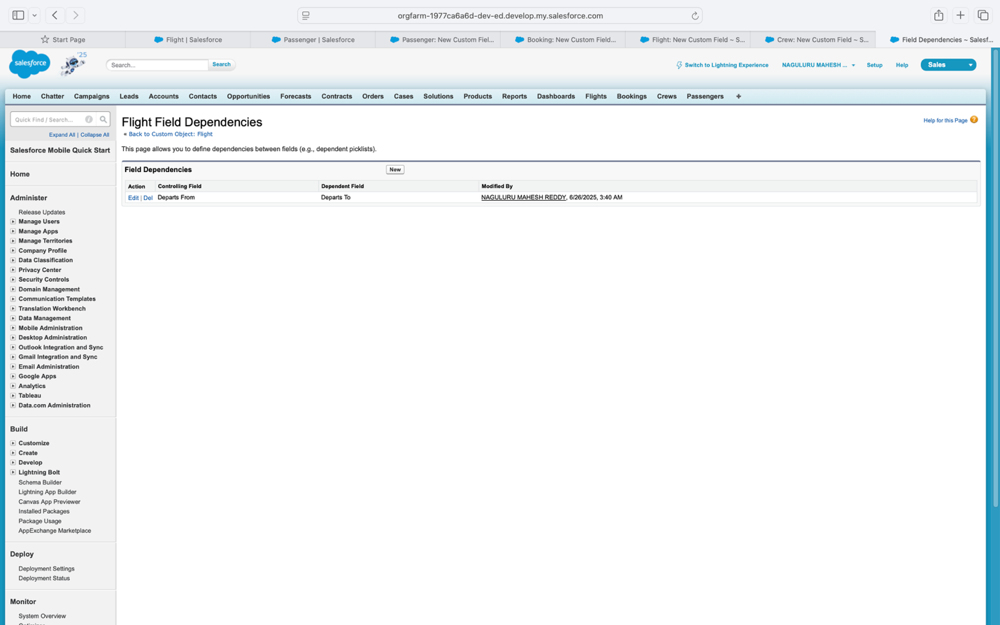 orgfarm-1977ca6a6d-dev-ed.develop.my.salesforce.com
Start Page
Flight | Salesforce
Passenger | Salesforce
Passenger: New Custom Fiel...
Booking: New Custom Field...
Flight: New Custom Field ~ S...
Crew: New Custom Field ~ S...
Field Dependencies ~ Salesf...
salesforce
'25
Search...
Search
Switch to Lightning Experience
NAGULURU MAHESH ...
Setup
Help
Sales
Home
Chatter
Campaigns
Leads
Accounts
Contacts
Opportunities
Forecasts
Contracts
Orders
Cases
Solutions
Products
Reports
Dashboards
Flights
Bookings
Crews
Passengers
+
Quick Find / Search...
Expand All | Collapse All
Salesforce Mobile Quick Start
Home
Administer
Release Updates
Manage Users
Manage Apps
Manage Territories
Company Profile
Data Classification
Privacy Center
Security Controls
Domain Management
Communication Templates
Translation Workbench
Data Management
Mobile Administration
Desktop Administration
Outlook Integration and Sync
Gmail Integration and Sync
Email Administration
Google Apps
Analytics
Tableau
Data.com Administration
Build
Customize
Create
Develop
Lightning Bolt
Schema Builder
Lightning App Builder
Canvas App Previewer
Installed Packages
Package Usage
AppExchange Marketplace
Deploy
Deployment Settings
Deployment Status
Monitor
System Overview
Flight Field Dependencies
« Back to Custom Object: Flight
Help for this Page ?
This page allows you to define dependencies between fields (e.g., dependent picklists).
Field Dependencies
New
Action
Controlling Field
Dependent Field
Modified By
Edit | Del
Departs From
Departs To
NAGULURU MAHESH REDDY, 6/26/2025, 3:40 AM